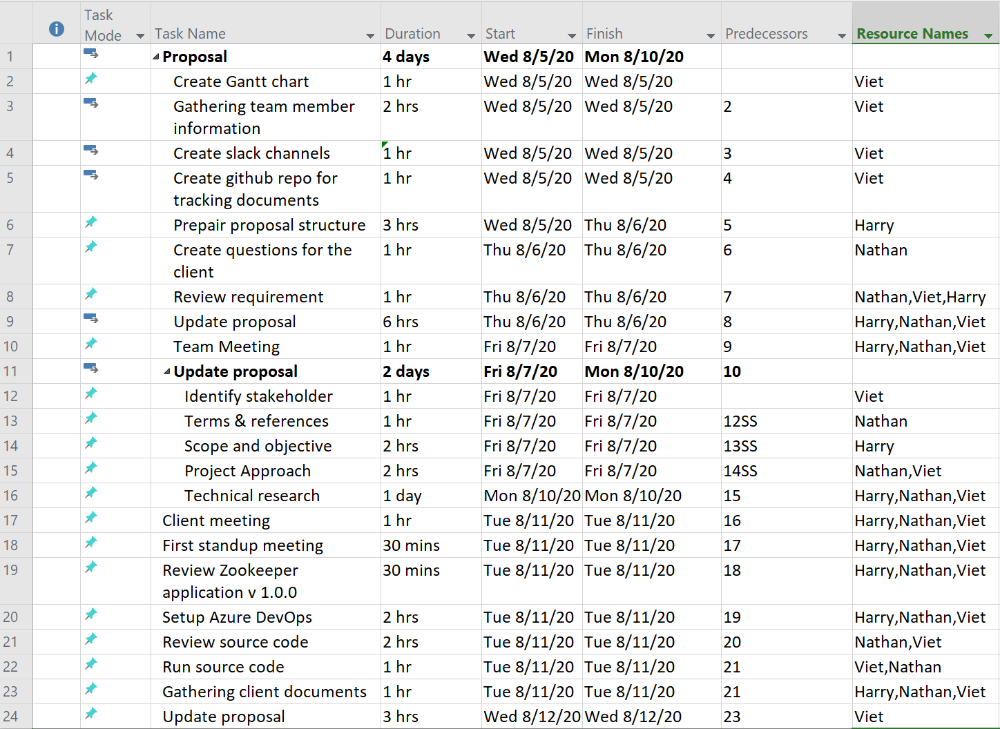 Task Mode Task Name Duration Start Finish Predecessors Resource Names
1 Proposal 4 days Wed 8/5/20 Mon 8/10/20
2 Create Gantt chart 1 hr Wed 8/5/20 Wed 8/5/20 Viet
3 Gathering team member 2 hrs Wed 8/5/20 Wed 8/5/20 2 Viet
information
4 Create slack channels 1 hr Wed 8/5/20 Wed 8/5/20 3 Viet
5 Create github repo for 1 hr Wed 8/5/20 Wed 8/5/20 4 Viet
tracking documents
6 Prepair proposal structure 3 hrs Wed 8/5/20 Thu 8/6/20 5 Harry
7 Create questions for the 1 hr Thu 8/6/20 Thu 8/6/20 6 Nathan
client
8 Review requirement 1 hr Thu 8/6/20 Thu 8/6/20 7 Nathan,Viet,Harry
9 Update proposal 6 hrs Thu 8/6/20 Thu 8/6/20 8 Harry,Nathan,Viet
10 Team Meeting 1 hr Fri 8/7/20 Fri 8/7/20 9 Harry,Nathan,Viet
11 Update proposal 2 days Fri 8/7/20 Mon 8/10/20 10
12 Identify stakeholder 1 hr Fri 8/7/20 Fri 8/7/20 Viet
13 Terms & references 1 hr Fri 8/7/20 Fri 8/7/20 12SS Nathan
14 Scope and objective 2 hrs Fri 8/7/20 Fri 8/7/20 13SS Harry
15 Project Approach 2 hrs Fri 8/7/20 Fri 8/7/20 14SS Nathan,Viet
16 Technical research 1 day Mon 8/10/20 Mon 8/10/20 15 Harry,Nathan,Viet
17 Client meeting 1 hr Tue 8/11/20 Tue 8/11/20 16 Harry,Nathan,Viet
18 First standup meeting 30 mins Tue 8/11/20 Tue 8/11/20 17 Harry,Nathan,Viet
19 Review Zookeeper 30 mins Tue 8/11/20 Tue 8/11/20 18 Harry,Nathan,Viet
application v 1.0.0
20 Setup Azure DevOps 2 hrs Tue 8/11/20 Tue 8/11/20 19 Harry,Nathan,Viet
21 Review source code 2 hrs Tue 8/11/20 Tue 8/11/20 20 Nathan,Viet
22 Run source code 1 hr Tue 8/11/20 Tue 8/11/20 21 Viet,Nathan
23 Gathering client documents 1 hr Tue 8/11/20 Tue 8/11/20 21 Harry,Nathan,Viet
24 Update proposal 3 hrs Wed 8/12/20 Wed 8/12/20 23 Viet